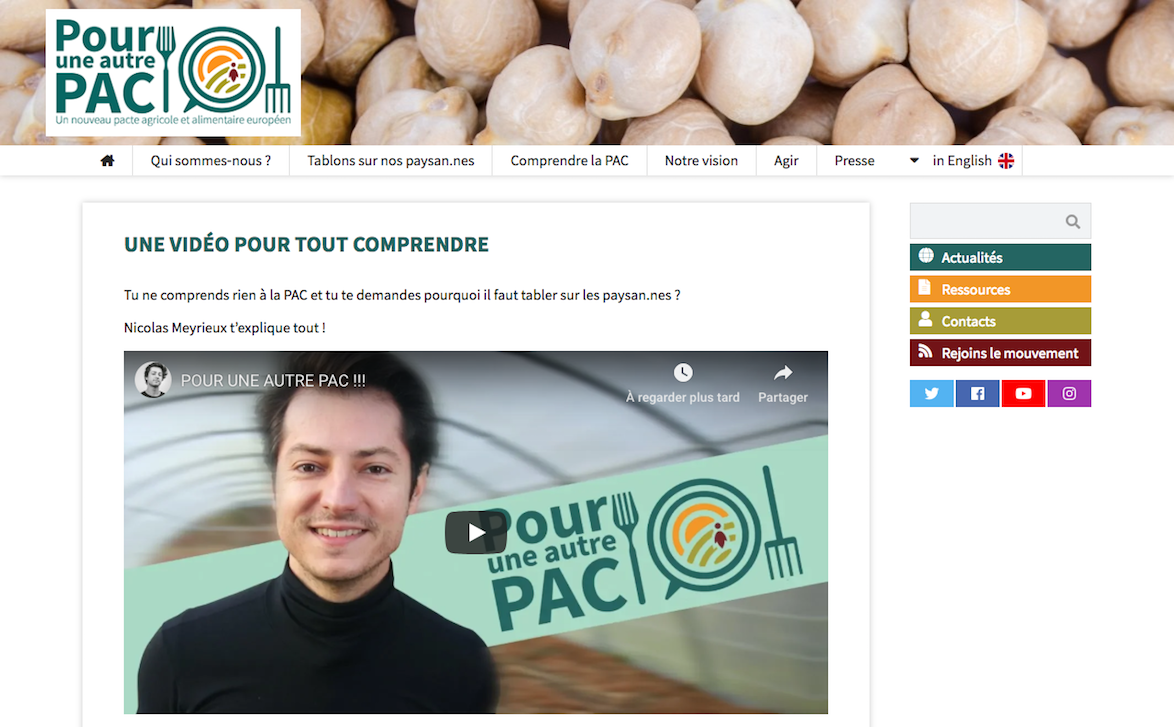 Pour
une autre
PAC
Un nouveau pacte agricole et alimentaire européen
Qui sommes-nous ?
Tablons sur nos paysan.nes
Comprendre la PAC
Notre vision
Agir
Presse
in English
UNE VIDÉO POUR TOUT COMPRENDRE
Tu ne comprends rien à la PAC et tu te demandes pourquoi il faut tabler sur les paysan.nes ?
Nicolas Meyrieux t’explique tout !
POUR UNE AUTRE PAC !!!
À regarder plus tard
Partager
Pour
une autre
PAC
Actualités
Ressources
Contacts
Rejoins le mouvement